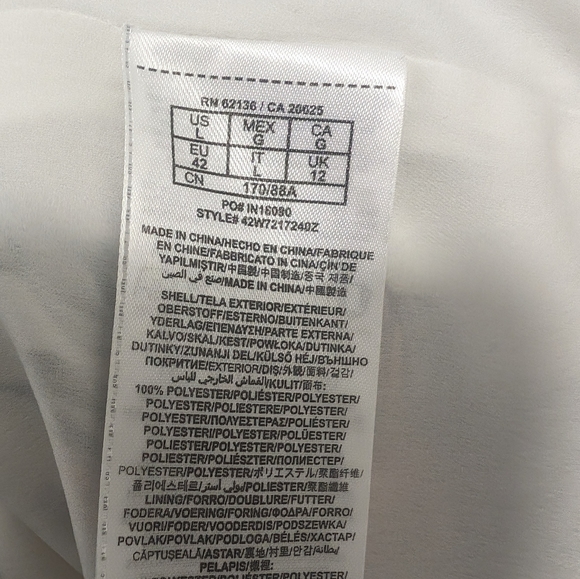 RN 62136 / CA 26625
US MEX CA
L G G
EU IT UK
42 L 12
CN 170/88A
PO# IN16090
STYLE# 42W7217240Z
MADE IN CHINA/HECHO EN CHINA/FABRIQUE
EN CHINE/FABBRICATO IN CINA/ÇİN'DE
YAPILMIŞTIR/中國製/中国制造/중국 제품/
صنع في الصين/MADE IN CHINA/中國製造
SHELL/TELA EXTERIOR/EXTÉRIEUR/
OBERSTOFF/ESTERNO/BUITENKANT/
YDERLAG/ΕΠΕΝΔΥΣΗ/PARTE EXTERNA/
KALVO/SKAL/KEST/POWŁOKA/DUTINKA/
DUTINKY/ZUNANJI DEL/KÜLSŐ HÉJ/ВЪНШНО
ПОКРИТИЕ/EXTERIOR/DIŞ/外観/面料/겉감/
القماش الخارجي للباس/KULIT/面布:
100% POLYESTER/POLIÉSTER/POLYESTER/
POLYESTER/POLIESTERE/POLYESTER/
POLYESTER/ΠΟΛΥΕΣΤΕΡΑΣ/POLIÉSTER/
POLYESTERI/POLYESTER/POLÜESTER/
POLIESTER/POLYESTER/POLYESTER/
POLIESTER/POLIÉSZTER/ПОЛИЕСТЕР/
POLYESTER/POLYESTER/ポリエステル/聚酯纤维/
폴리에스테르/بولي أستر/POLIESTER/聚酯纖維
LINING/FORRO/DOUBLURE/FUTTER/
FODERA/VOERING/FORING/ΦΟΔΡΑ/FORRO/
VUORI/FODER/VOODERDIS/PODSZEWKA/
POVLAK/POVLAK/PODLOGA/BÉLÉS/ХАСТАР/
CĂPTUŞEALĂ/ASTAR/裏地/衬里/안감/بطانة/
PELAPIS/襯裡: